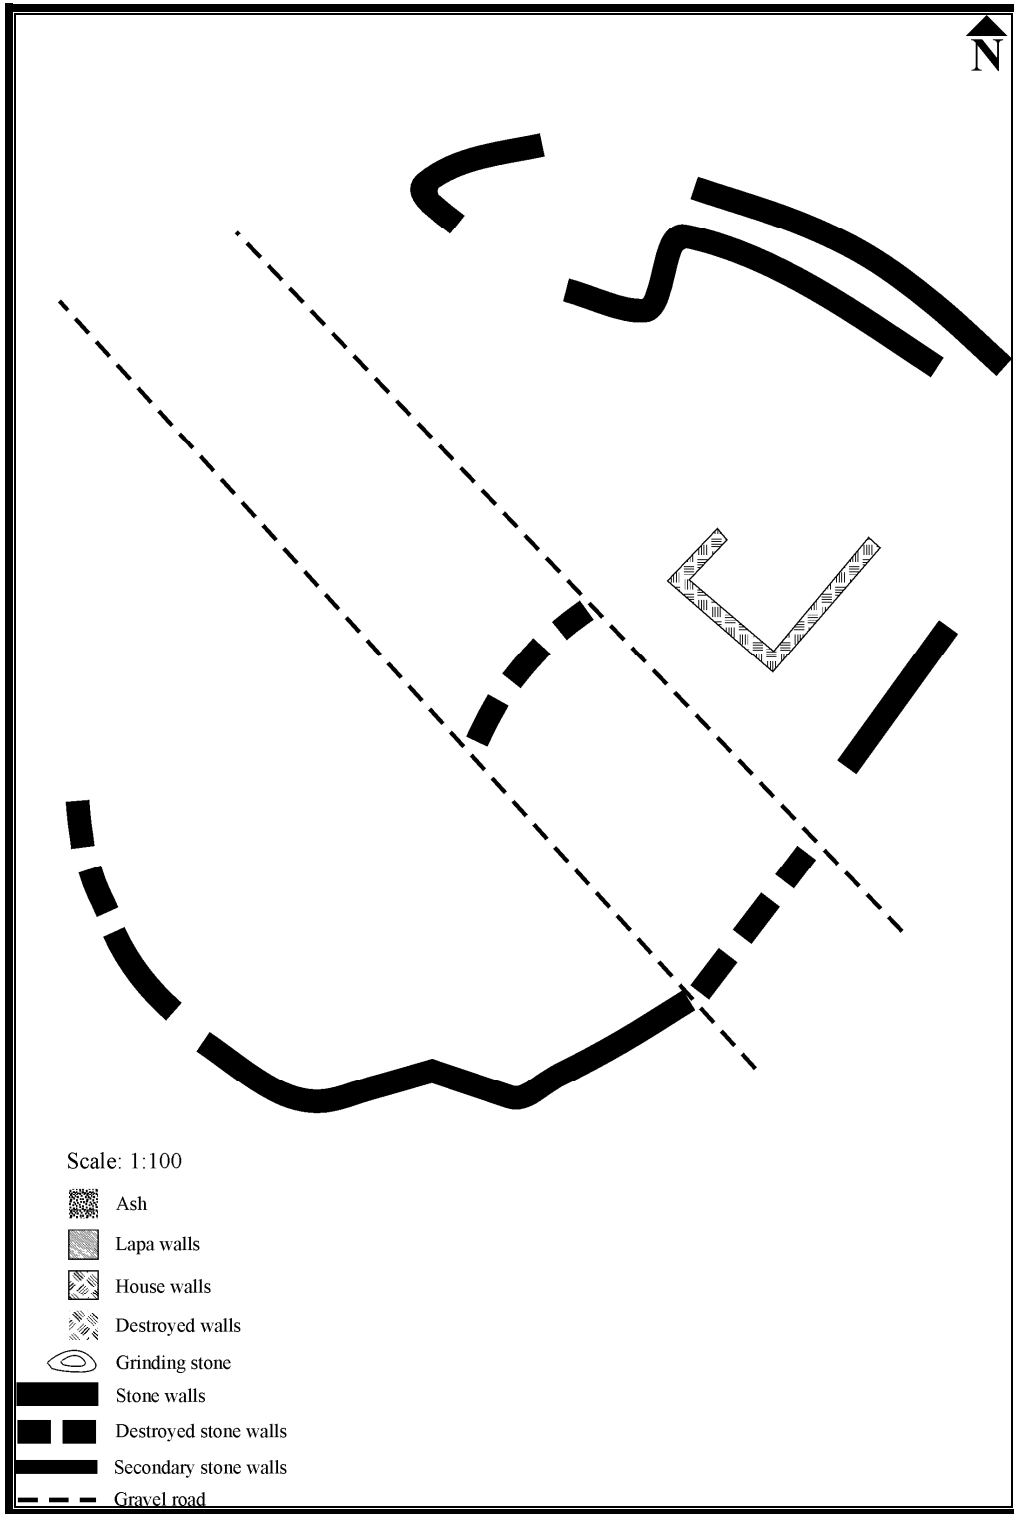 N
Scale: 1:100
Ash
Lapa walls
House walls
Destroyed walls
Grinding stone
Stone walls
Destroyed stone walls
Secondary stone walls
Gravel road